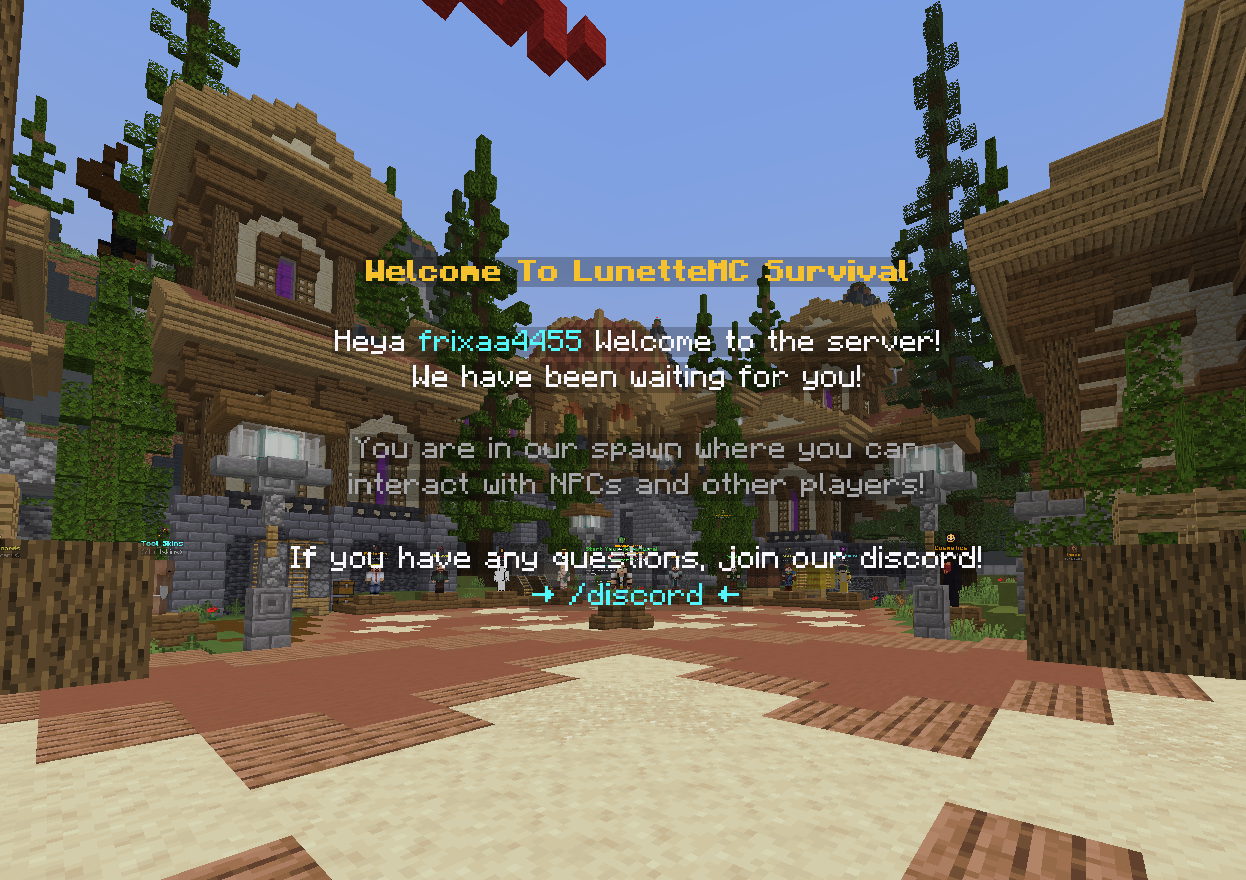 Welcome To LunetteMC Survival
Heya frixaa4455 Welcome to the server!
We have been waiting for you!
You are in our spawn where you can
interact with NPCs and other players!
Tool Skins
Cosmetics
If you have any questions, join our discord!
→ /discord ←